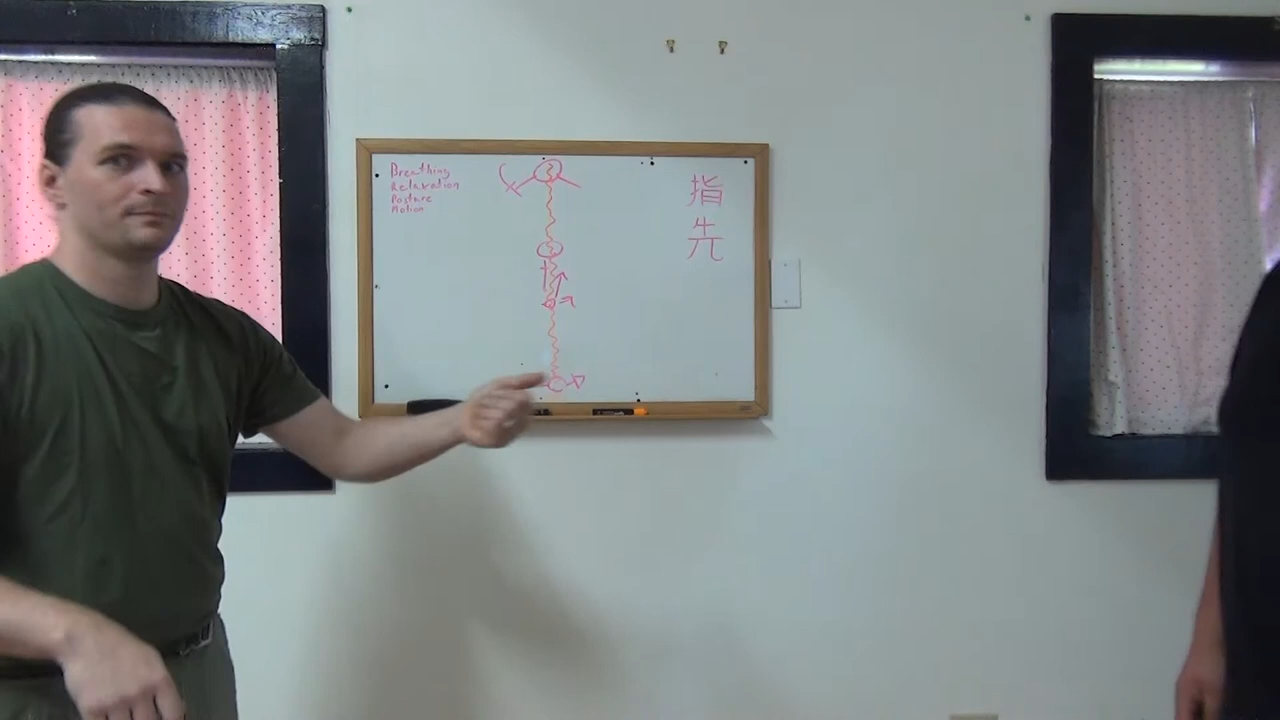 Breathing
Relaxation
Posture
Motion
指
先